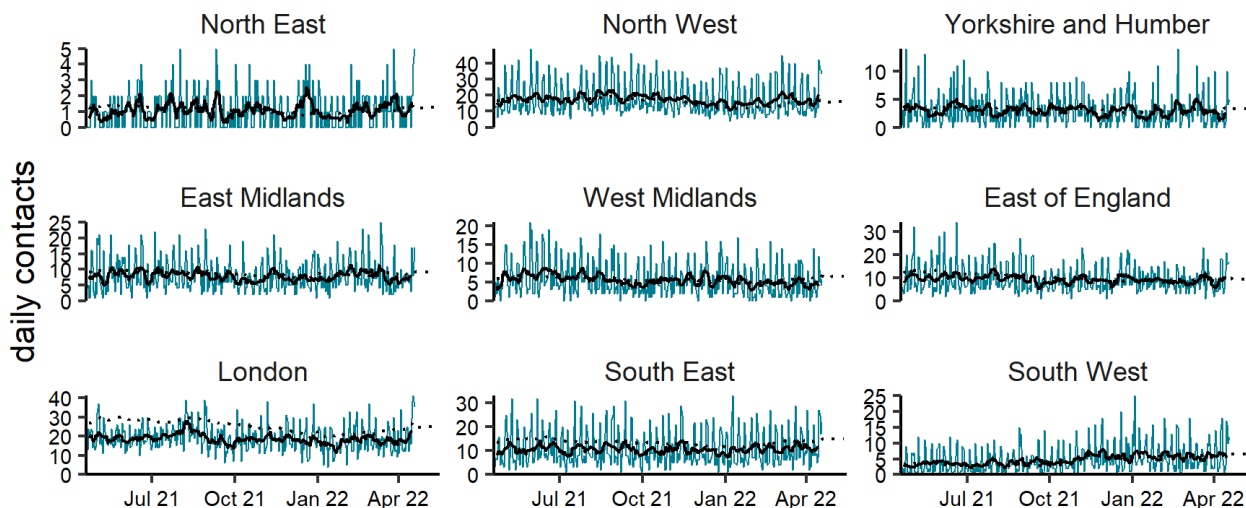 North East North West Yorkshire and Humber
5 4 3 2 1 0
40 30 20 10 0
10 5 0
daily contacts
East Midlands West Midlands East of England
25 20 15 10 5 0
20 15 10 5 0
30 20 10 0
London South East South West
40 30 20 10 0
30 20 10 0
25 20 15 10 5 0
Jul 21 Oct 21 Jan 22 Apr 22 Jul 21 Oct 21 Jan 22 Apr 22 Jul 21 Oct 21 Jan 22 Apr 22